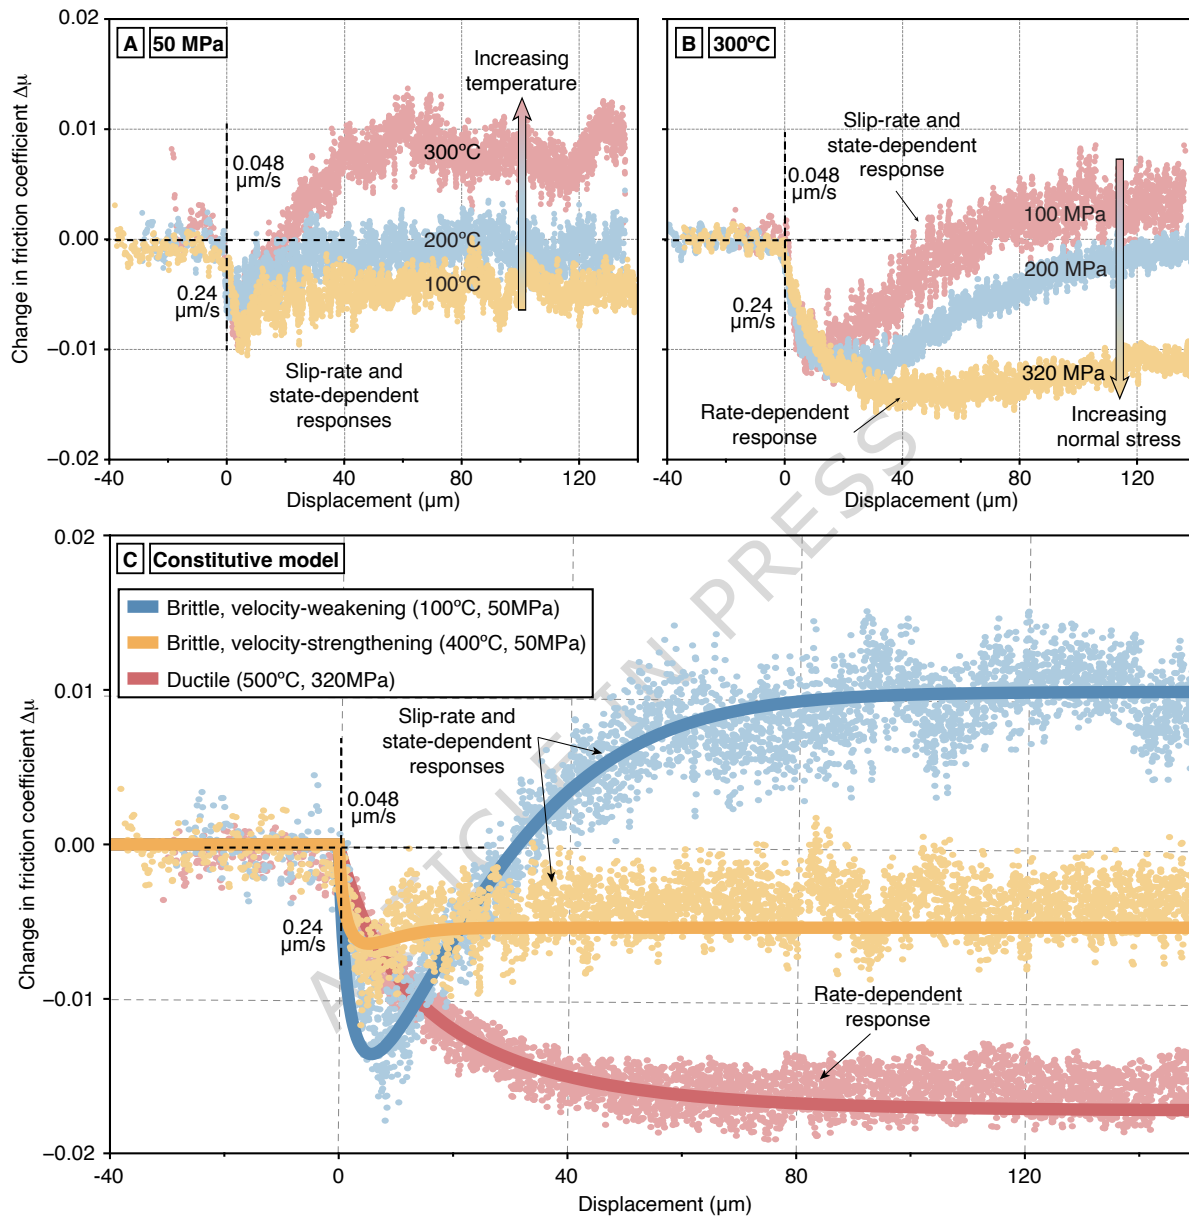 A 50 MPa
Increasing
temperature
0.048
µm/s
300ºC
200ºC
100ºC
0.24
µm/s
Slip-rate and
state-dependent
responses
0.02
0.01
0.00
−0.01
−0.02
Change in friction coefficient Δµ
-40
0
40
80
120
Displacement (µm)
B 300ºC
Slip-rate and
state-dependent
response
0.048
µm/s
100 MPa
200 MPa
0.24
µm/s
320 MPa
Rate-dependent
response
Increasing
normal stress
-40
0
40
80
120
Displacement (µm)
C Constitutive model
Brittle, velocity-weakening (100ºC, 50MPa)
Brittle, velocity-strengthening (400ºC, 50MPa)
Ductile (500ºC, 320MPa)
Slip-rate and
state-dependent
responses
0.048
µm/s
0.24
µm/s
Rate-dependent
response
0.02
0.01
0.00
−0.01
−0.02
Change in friction coefficient Δµ
-40
0
40
80
120
Displacement (µm)
ARTICLE IN PRESS